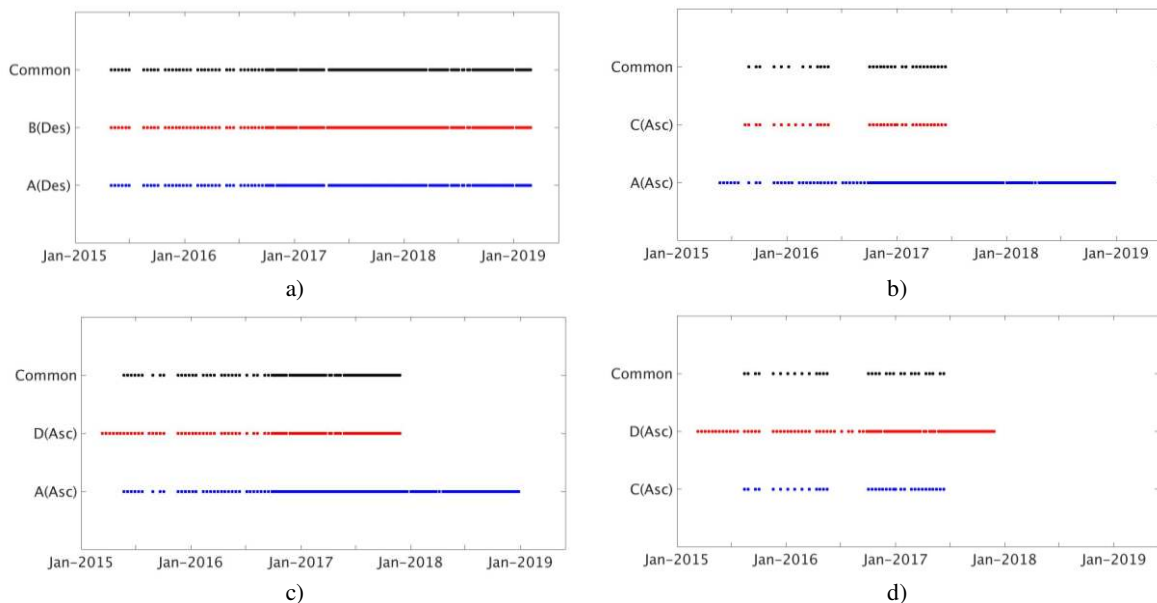 Common
B(Des)
A(Des)
Jan-2015 Jan-2016 Jan-2017 Jan-2018 Jan-2019
a)
Common
C(Asc)
A(Asc)
Jan-2015 Jan-2016 Jan-2017 Jan-2018 Jan-2019
b)
Common
D(Asc)
A(Asc)
Jan-2015 Jan-2016 Jan-2017 Jan-2018 Jan-2019
c)
Common
D(Asc)
C(Asc)
Jan-2015 Jan-2016 Jan-2017 Jan-2018 Jan-2019
d)